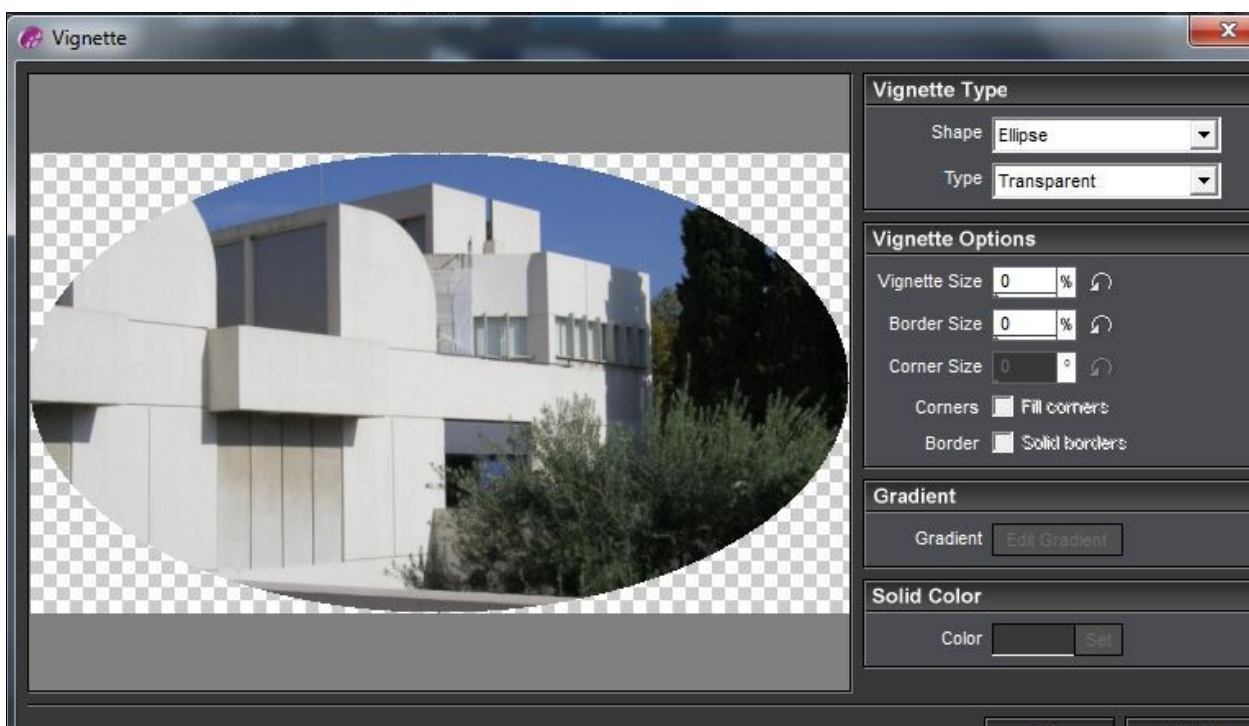 Vignette
Vignette Type
Shape Ellipse
Type Transparent
Vignette Options
Vignette Size 0 %
Border Size 0 %
Corner Size 0 °
Corners Fill corners
Border Solid borders
Gradient
Gradient Edit Gradient
Solid Color
Color Set